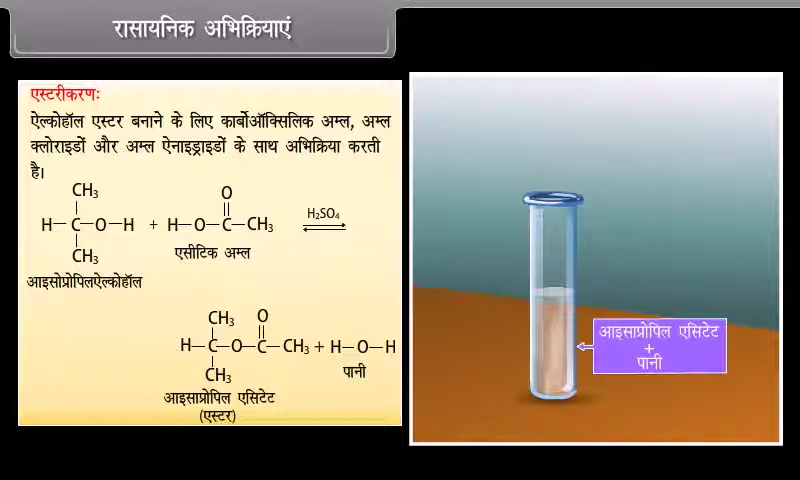 रासायनिक अभिक्रियाएं
एस्टरीकरणः
ऐल्कोहॉल एस्टर बनाने के लिए कार्बोऑक्सिलिक अम्ल, अम्ल
क्लोराइडों और अम्ल ऐनाइड्राइडों के साथ अभिक्रिया करती
है।
CH₃ O
H–C–O–H + H–O–C–CH₃ H₂SO₄
CH₃
एसीटिक अम्ल
आइसोप्रोपिलऐल्कोहॉल
CH₃ O
H–C–O–C–CH₃ + H–O–H
CH₃
पानी
आइसाप्रोपिल एसिटेट
(एस्टर)
आइसाप्रोपिल एसिटेट
+
पानी